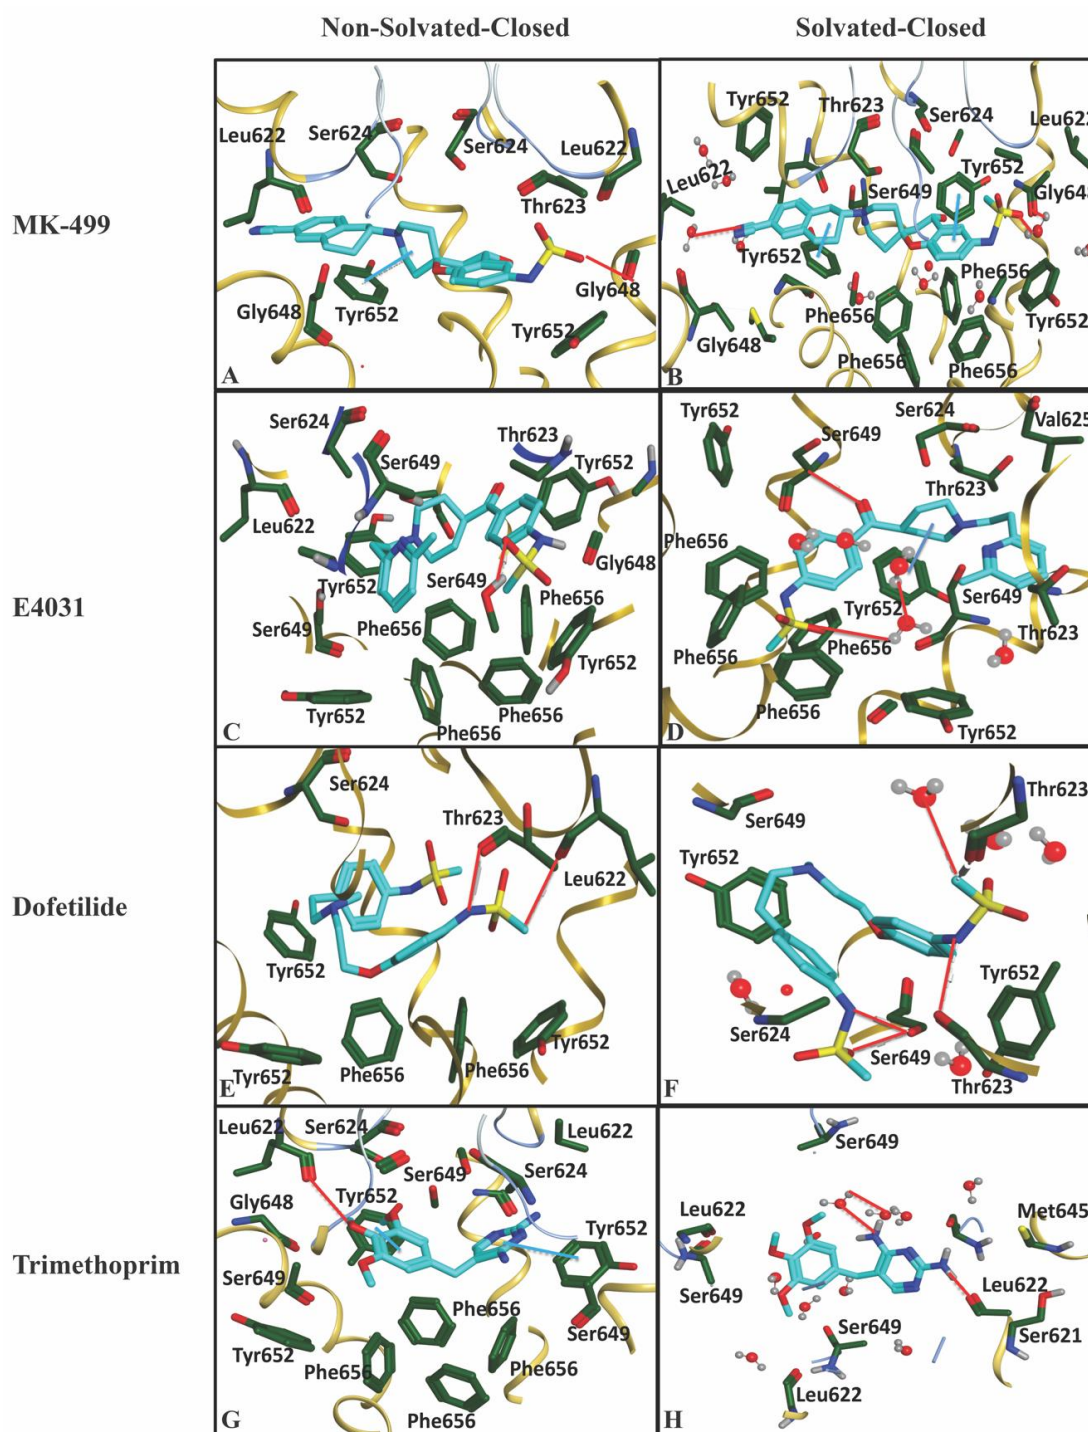 Non-Solvated-Closed Solvated-Closed
MK-499
Leu622 Ser624 Ser624 Leu622
Thr623
Gly648 Tyr652 Gly648
Tyr652
A
Tyr652 Thr623 Ser624 Leu622
Leu622 Ser649 Tyr652 Gly648
Tyr652
Phe656 Phe656 Tyr652
Gly648 Phe656 Phe656
B
E4031
Ser624 Thr623
Ser649 Tyr652
Leu622
Tyr652 Ser649 Gly648
Ser649 Phe656 Phe656
Tyr652
Tyr652 Phe656 Phe656
C
Tyr652 Ser649 Ser624 Val625
Thr623
Phe656
Tyr652 Ser649
Phe656 Phe656 Thr623
Phe656 Tyr652
D
Dofetilide
Ser624
Thr623
Leu622
Tyr652
Tyr652 Phe656 Phe656 Tyr652
E
Thr623
Ser649
Tyr652
Tyr652
Ser624 Ser649
Thr623
F
Trimethoprim
Leu622 Ser624 Leu622
Ser649 Ser624
Gly648 Tyr652 Tyr652
Ser649
Phe656 Ser649
Tyr652 Phe656 Phe656
Phe656
G
Ser649
Leu622 Met645
Ser649 Leu622
Ser649 Ser621
Leu622
H